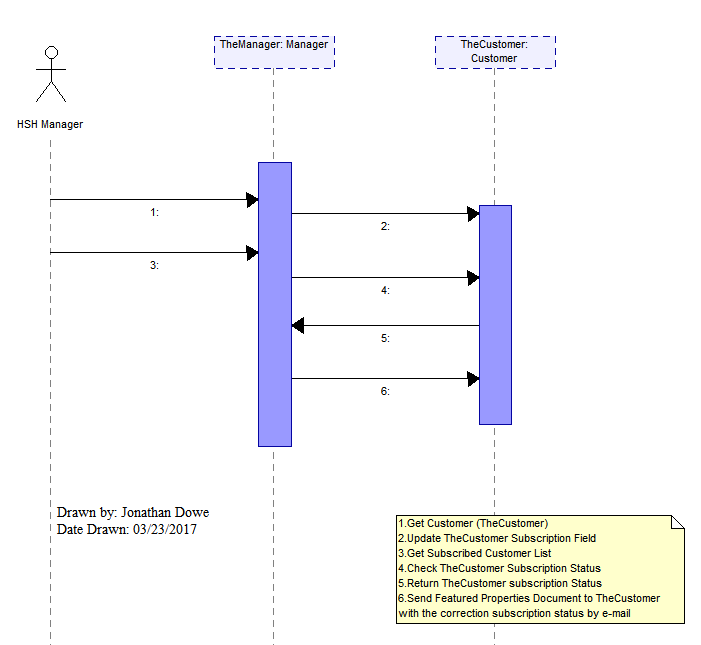 TheManager: Manager
TheCustomer:
Customer
HSH Manager
1:
2:
3:
4:
5:
6:
Drawn by: Jonathan Dowe
Date Drawn: 03/23/2017
1.Get Customer (TheCustomer)
2.Update TheCustomer Subscription Field
3.Get Subscribed Customer List
4.Check TheCustomer Subscription Status
5.Return TheCustomer subscription Status
6.Send Featured Properties Document to TheCustomer
with the correction subscription status by e-mail